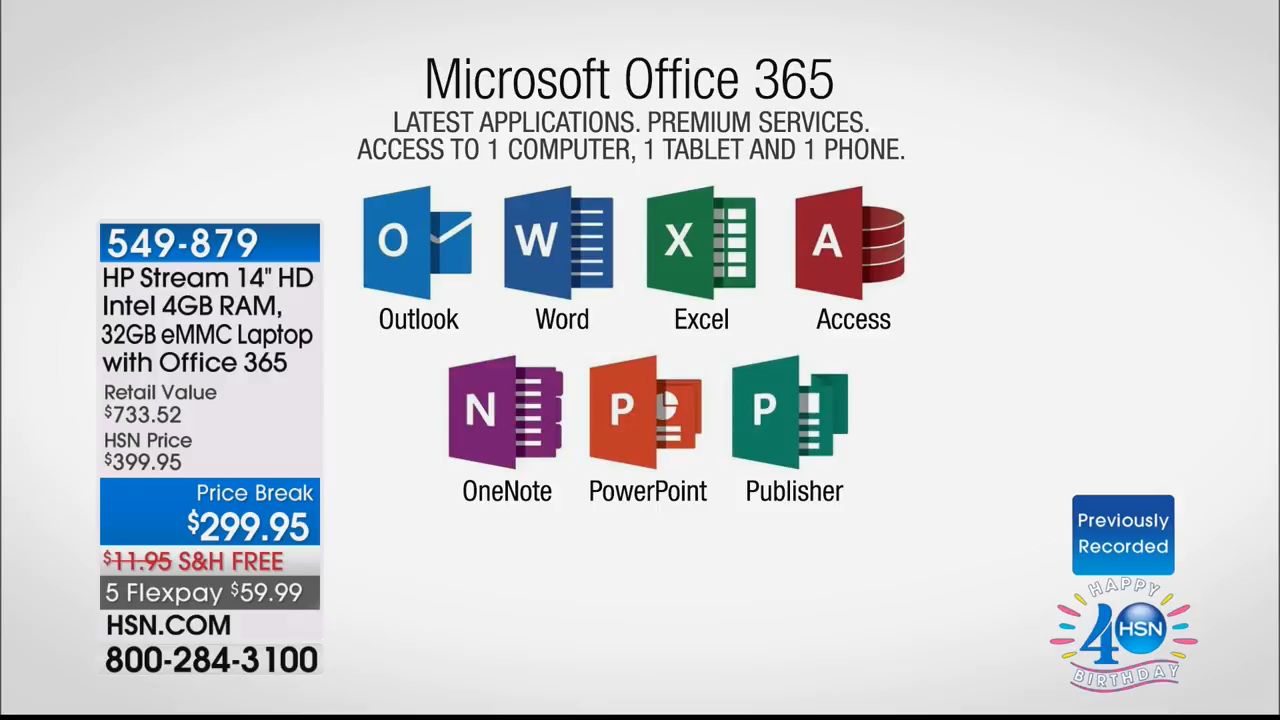 Microsoft Office 365
LATEST APPLICATIONS. PREMIUM SERVICES.
ACCESS TO 1 COMPUTER, 1 TABLET AND 1 PHONE.
O
W
X
A
Outlook
Word
Excel
Access
N
P
P
OneNote
PowerPoint
Publisher
549-879
HP Stream 14" HD
Intel 4GB RAM,
32GB eMMC Laptop
with Office 365
Retail Value
$733.52
HSN Price
$399.95
Price Break
$299.95
$11.95 S&H FREE
5 Flexpay $59.99
HSN.COM
800-284-3100
Previously
Recorded
HAPPY
40
HSN
BIRTHDAY